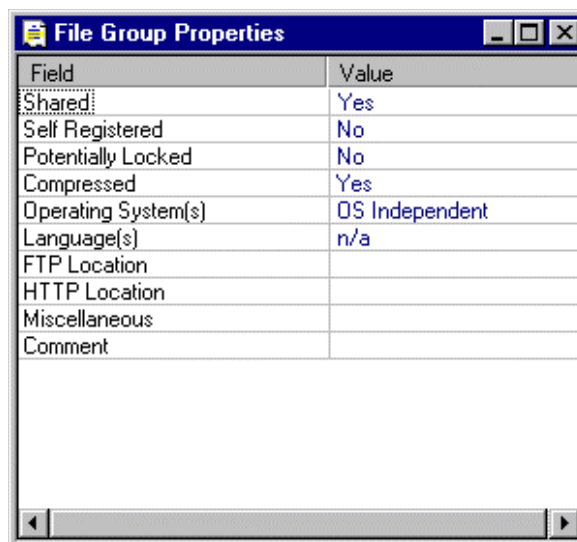 File Group Properties
Field Value
Shared Yes
Self Registered No
Potentially Locked No
Compressed Yes
Operating System(s) OS Independent
Language(s) n/a
FTP Location
HTTP Location
Miscellaneous
Comment